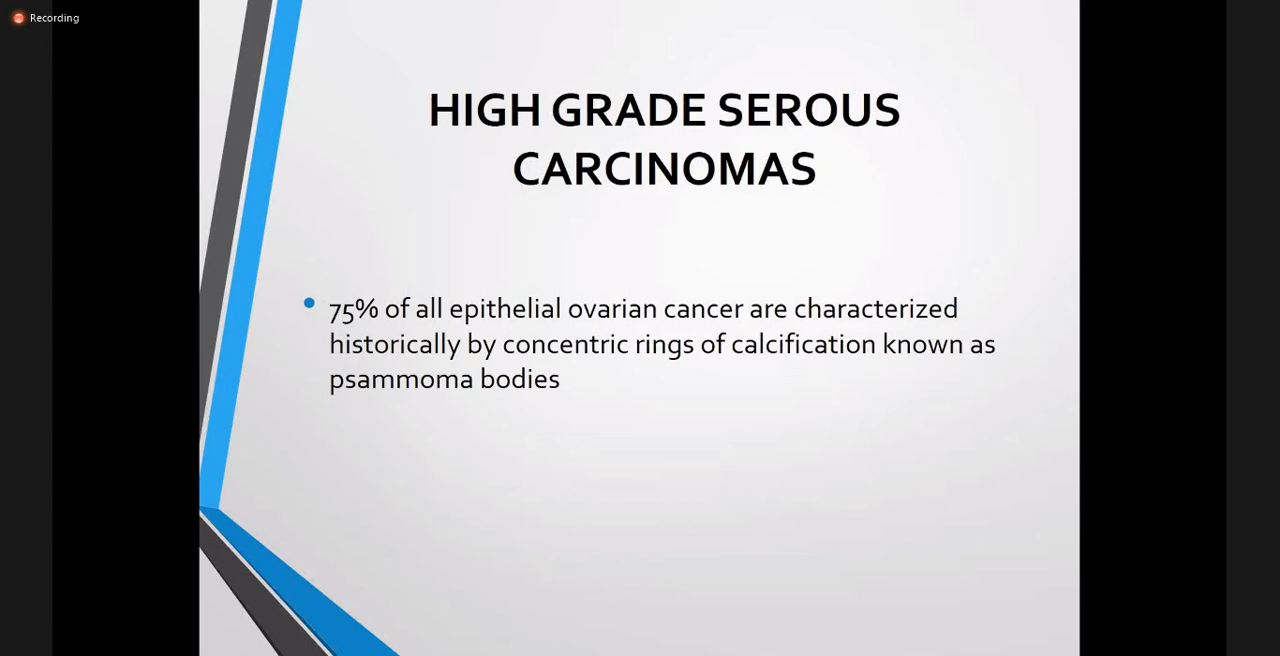 Recording
HIGH GRADE SEROUS
CARCINOMAS
• 75% of all epithelial ovarian cancer are characterized
historically by concentric rings of calcification known as
psammoma bodies